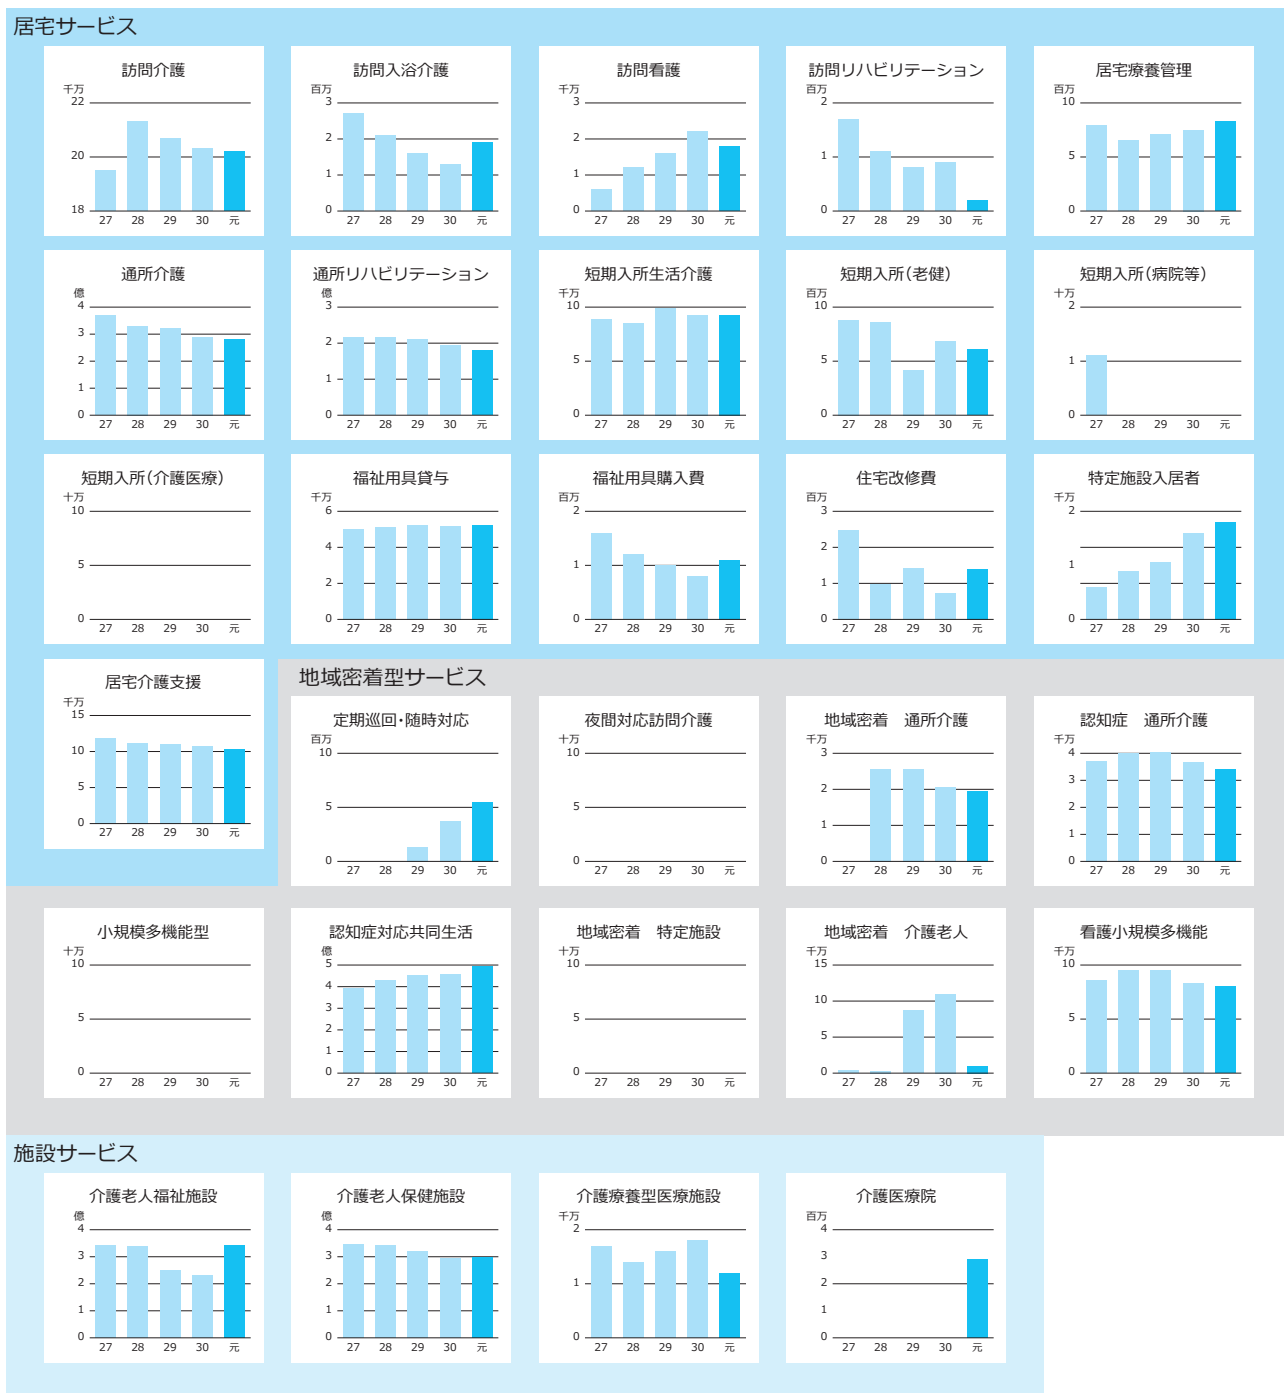 居宅サービス
訪問介護
千万
22
20
18
27 28 29 30 元
訪問入浴介護
百万
3
2
1
0
27 28 29 30 元
訪問看護
千万
3
2
1
0
27 28 29 30 元
訪問リハビリテーション
百万
2
1
0
27 28 29 30 元
居宅療養管理
百万
10
5
0
27 28 29 30 元
通所介護
億
4
3
2
1
0
27 28 29 30 元
通所リハビリテーション
億
3
2
1
0
27 28 29 30 元
短期入所生活介護
千万
10
5
0
27 28 29 30 元
短期入所(老健)
百万
10
5
0
27 28 29 30 元
短期入所(病院等)
十万
2
1
0
27 28 29 30 元
短期入所(介護医療)
十万
10
5
0
27 28 29 30 元
福祉用具貸与
千万
6
4
2
0
27 28 29 30 元
福祉用具購入費
百万
2
1
0
27 28 29 30 元
住宅改修費
百万
3
2
1
0
27 28 29 30 元
特定施設入居者
千万
2
1
0
27 28 29 30 元
居宅介護支援
千万
15
10
5
0
27 28 29 30 元
地域密着型サービス
定期巡回・随時対応
百万
10
5
0
27 28 29 30 元
夜間対応訪問介護
十万
10
5
0
27 28 29 30 元
地域密着　通所介護
千万
3
2
1
0
27 28 29 30 元
認知症　通所介護
千万
4
3
2
1
0
27 28 29 30 元
小規模多機能型
十万
10
5
0
27 28 29 30 元
認知症対応共同生活
億
5
4
3
2
1
0
27 28 29 30 元
地域密着　特定施設
十万
10
5
0
27 28 29 30 元
地域密着　介護老人
千万
15
10
5
0
27 28 29 30 元
看護小規模多機能
千万
10
5
0
27 28 29 30 元
施設サービス
介護老人福祉施設
億
4
3
2
1
0
27 28 29 30 元
介護老人保健施設
億
4
3
2
1
0
27 28 29 30 元
介護療養型医療施設
千万
2
1
0
27 28 29 30 元
介護医療院
百万
4
3
2
1
0
27 28 29 30 元